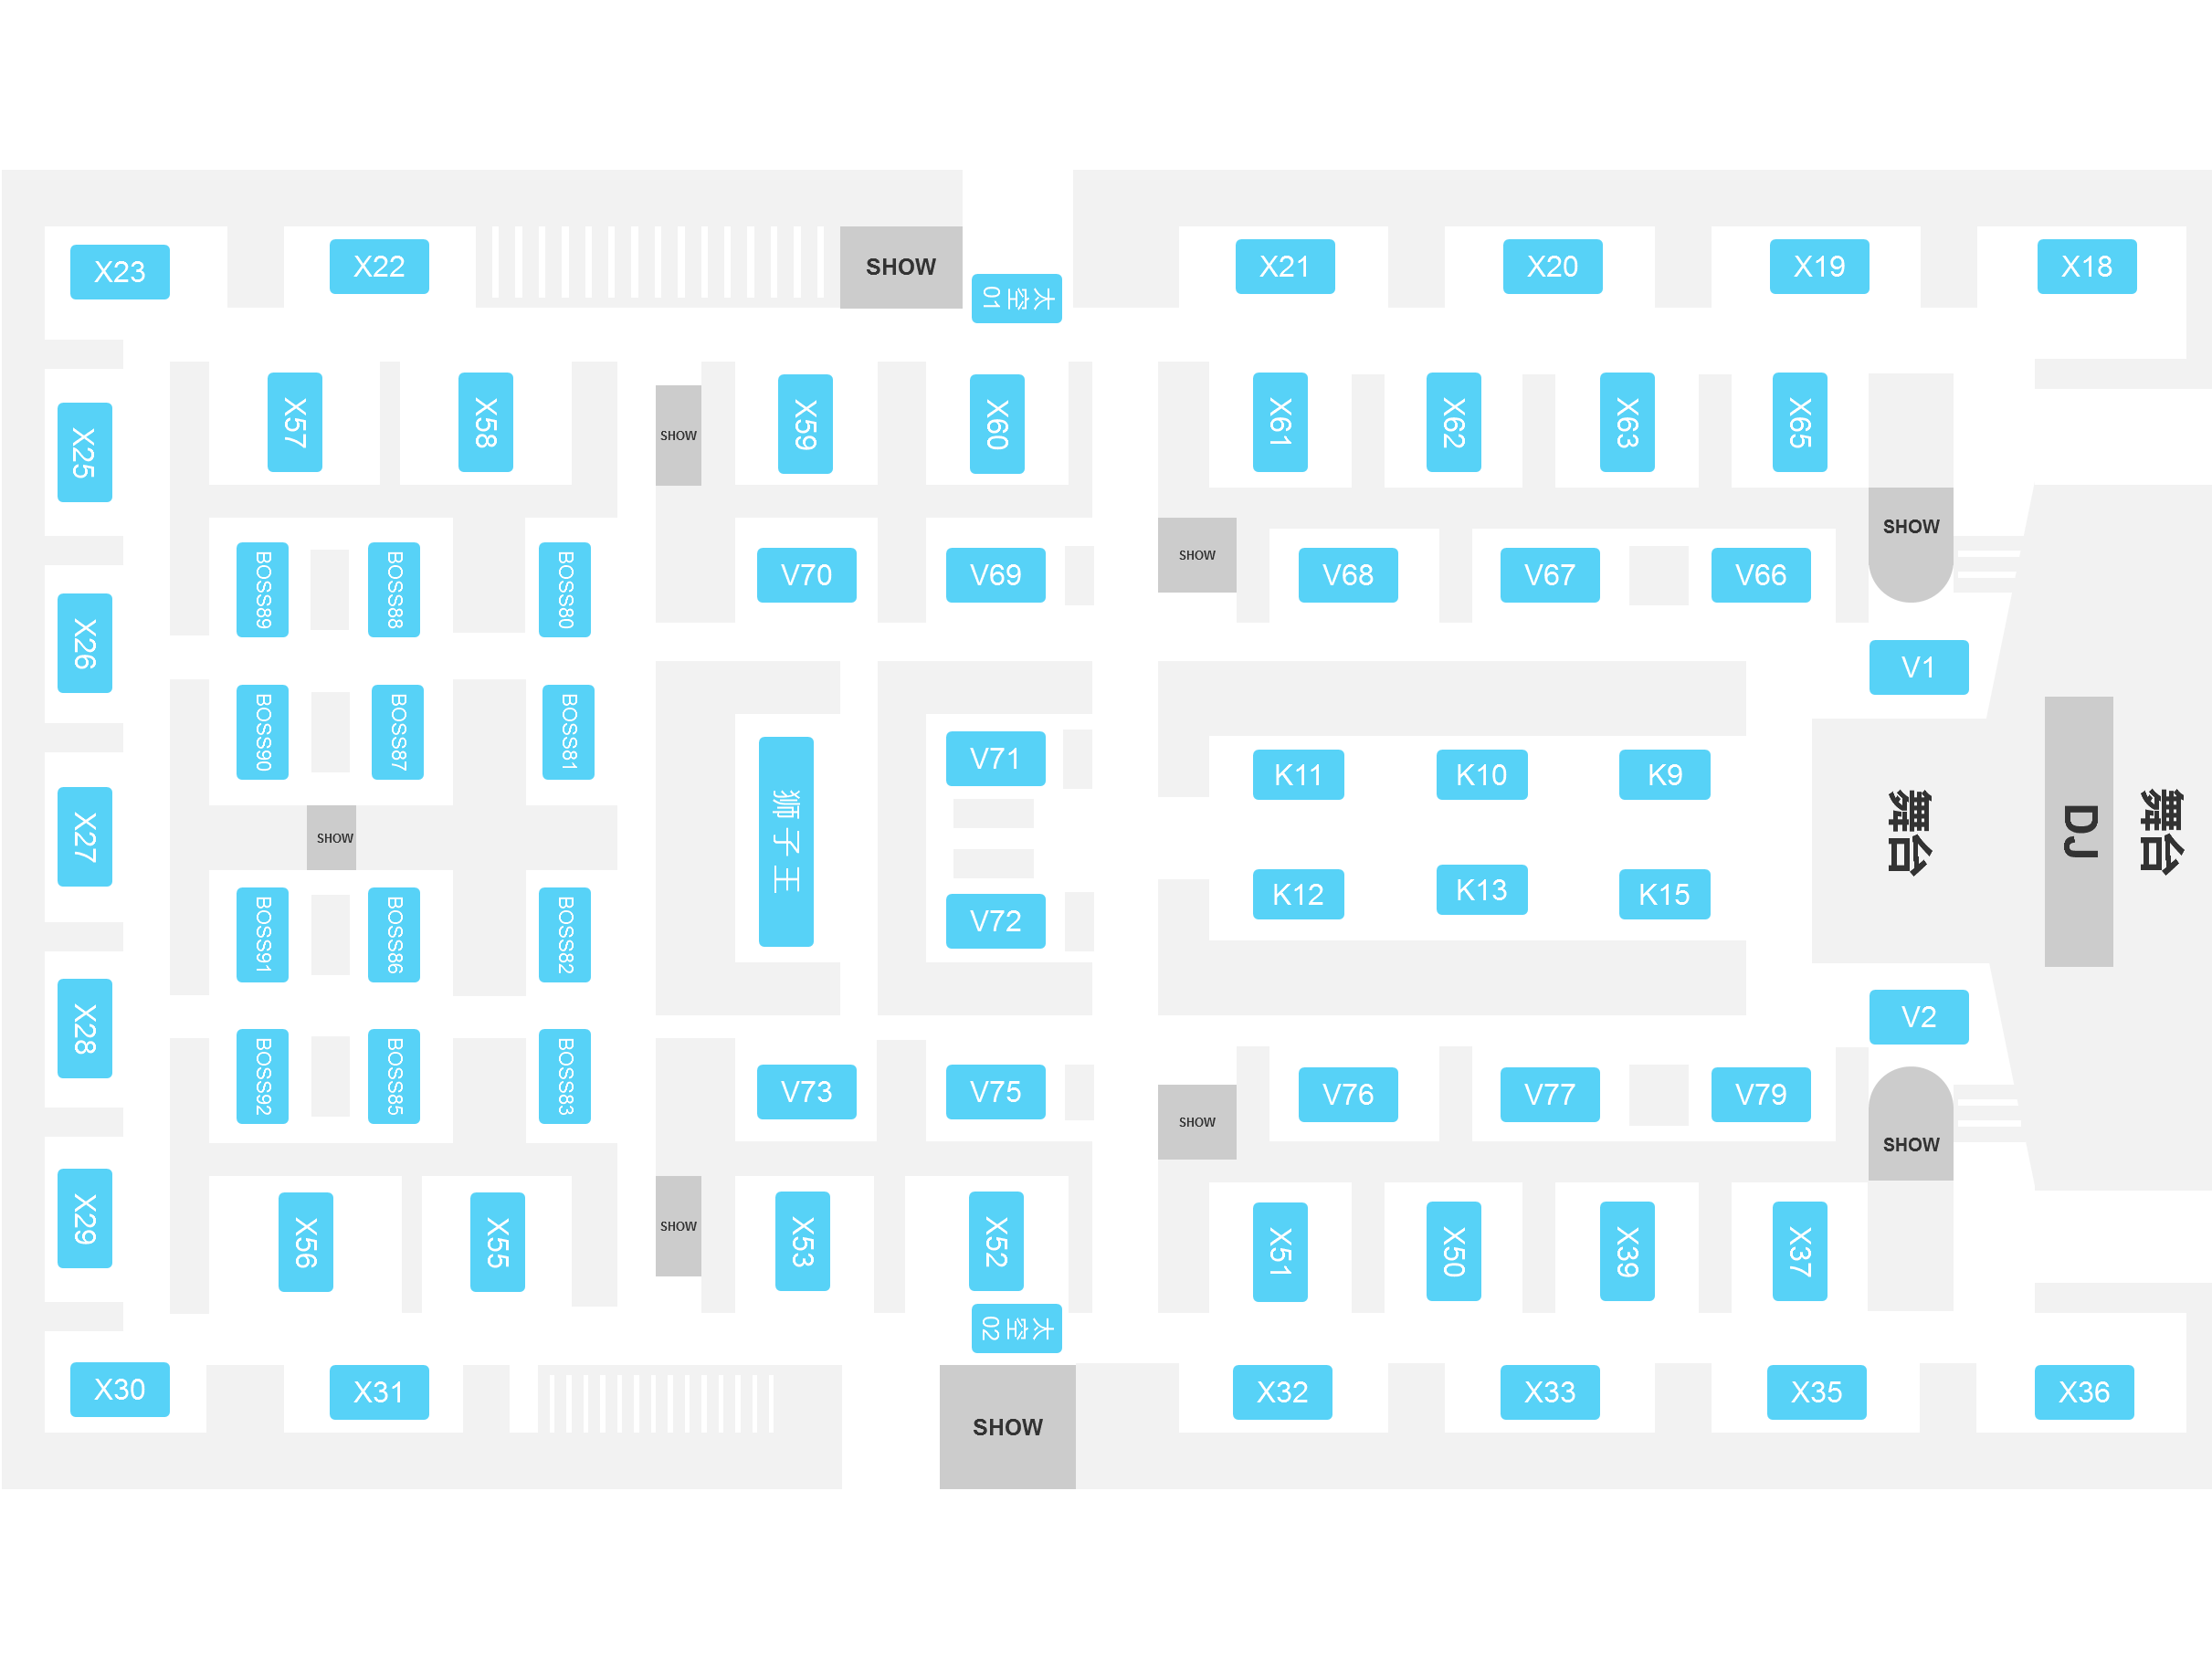 X23
X22
SHOW
太空
01
X21
X20
X19
X18
X25
X57
X58
SHOW
X59
X60
X61
X62
X63
X65
SHOW
BOSS89
BOSS88
BOSS80
V70
V69
SHOW
V68
V67
V66
X26
V1
BOSS90
BOSS87
BOSS81
V71
K11
K10
K9
X27
SHOW
狮子王
舞台
DJ
舞台
BOSS91
BOSS86
BOSS82
V72
K12
K13
K15
X28
V2
BOSS92
BOSS85
BOSS83
V73
V75
SHOW
V76
V77
V79
SHOW
X29
X56
X55
SHOW
X53
X52
X51
X50
X39
X37
太空
02
X30
X31
SHOW
X32
X33
X35
X36